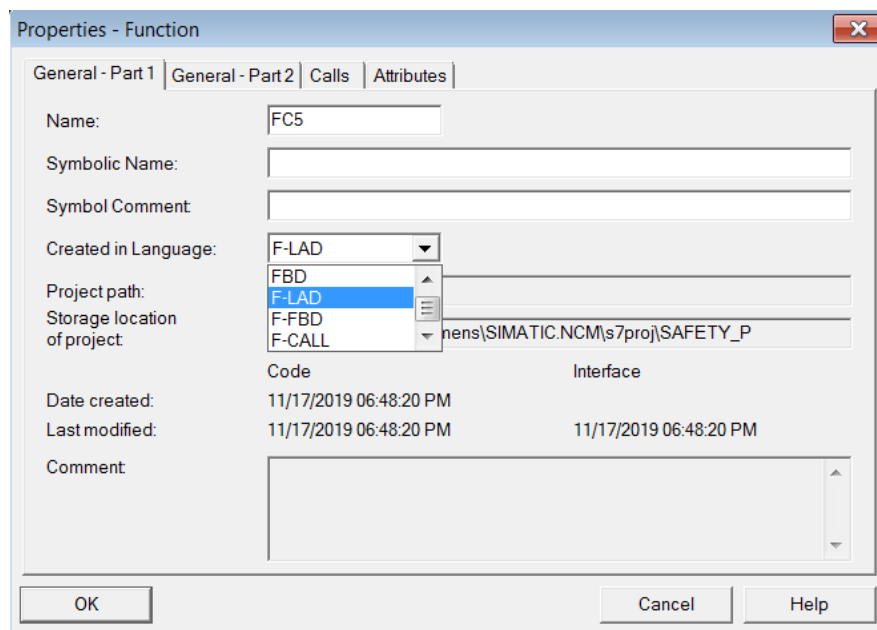 Properties - Function
General - Part 1 General - Part 2 Calls Attributes
Name: FC5
Symbolic Name:
Symbol Comment:
Created in Language: F-LAD
FBD
F-LAD
F-FBD
F-CALL
Project path:
Storage location
of project:
mens\SIMATIC.NCM\s7proj\SAFETY_P
Code Interface
Date created: 11/17/2019 06:48:20 PM
Last modified: 11/17/2019 06:48:20 PM 11/17/2019 06:48:20 PM
Comment:
OK Cancel Help